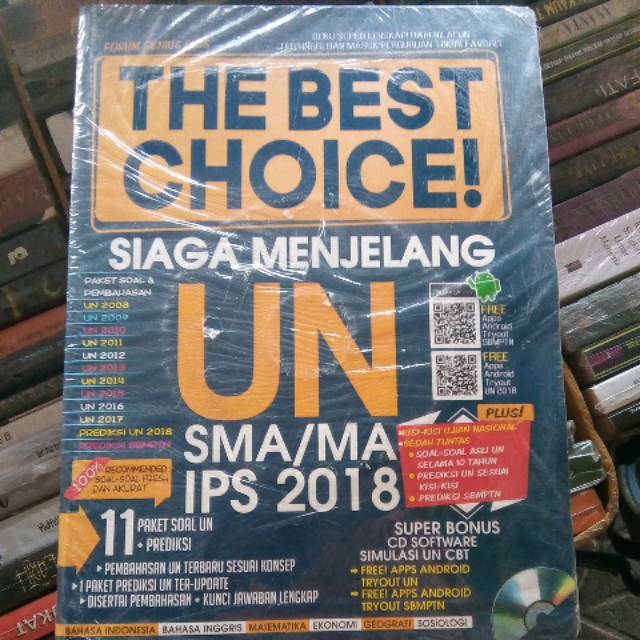 FORUM GENIUS PLUS
THE BEST
CHOICE!
SIAGA MENJELANG
UN
SMA/MA
IPS 2018
PAKET SOAL &
PEMBAHASAN
UN 2008
UN 2009
UN 2010
UN 2011
UN 2012
UN 2013
UN 2014
UN 2015
UN 2016
UN 2017
PREDIKSI UN 2018
PREDIKSI SBMPTN
FREE
Apps
Android
Tryout
SBMPTN
FREE
Apps
Android
Tryout
UN 2018
PLUS!
KISI-KISI UJIAN NASIONAL
BEDAH TUNTAS
• SOAL-SOAL ASLI UN
SELAMA 10 TAHUN
• PREDIKSI UN SESUAI
KISI-KISI
• PREDIKSI SBMPTN
100%
RECOMMENDED
SOAL-SOAL FRESH
DAN AKURAT
11 PAKET SOAL UN
+ PREDIKSI
PEMBAHASAN UN TERBARU SESUAI KONSEP
1 PAKET PREDIKSI UN TER-UPDATE
DISERTAI PEMBAHASAN + KUNCI JAWABAN LENGKAP
SUPER BONUS
CD SOFTWARE
SIMULASI UN CBT
FREE! APPS ANDROID
TRYOUT UN
FREE! APPS ANDROID
TRYOUT SBMPTN
BAHASA INDONESIA BAHASA INGGRIS MATEMATIKA EKONOMI GEOGRAFI SOSIOLOGI